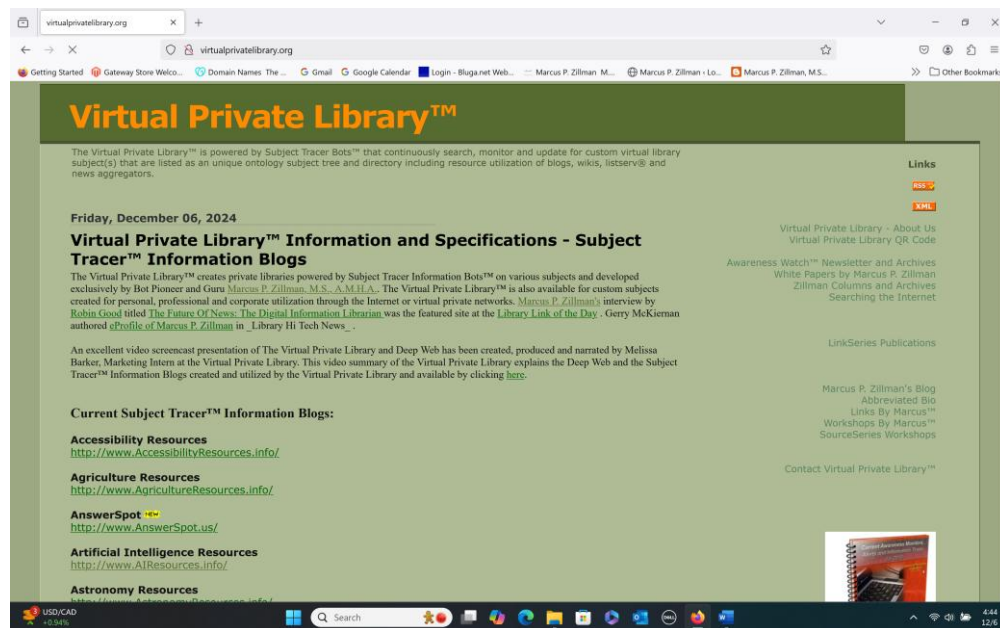 virtualprivatelibrary.org
virtualprivatelibrary.org
Getting Started Gateway Store Welco... Domain Names The ... Gmail Google Calendar Login - Bluga.net Web... Marcus P. Zillman M... Marcus P. Zillman › Lo... Marcus P. Zillman, M.S... Other Bookmarks
Virtual Private Library™
The Virtual Private Library™ is powered by Subject Tracer Bots™ that continuously search, monitor and update for custom virtual library
subject(s) that are listed as an unique ontology subject tree and directory including resource utilization of blogs, wikis, listserv® and
news aggregators.
Friday, December 06, 2024
Virtual Private Library™ Information and Specifications - Subject
Tracer™ Information Blogs
The Virtual Private Library™ creates private libraries powered by Subject Tracer Information Bots™ on various subjects and developed
exclusively by Bot Pioneer and Guru Marcus P. Zillman, M.S., A.M.H.A.. The Virtual Private Library™ is also available for custom subjects
created for personal, professional and corporate utilization through the Internet or virtual private networks. Marcus P. Zillman's interview by
Robin Good titled The Future Of News: The Digital Information Librarian was the featured site at the Library Link of the Day . Gerry McKiernan
authored eProfile of Marcus P. Zillman in _Library Hi Tech News_ .
An excellent video screencast presentation of The Virtual Private Library and Deep Web has been created, produced and narrated by Melissa
Barker, Marketing Intern at the Virtual Private Library. This video summary of the Virtual Private Library explains the Deep Web and the Subject
Tracer™ Information Blogs created and utilized by the Virtual Private Library and available by clicking here.
Current Subject Tracer™ Information Blogs:
Accessibility Resources
http://www.AccessibilityResources.info/
Agriculture Resources
http://www.AgricultureResources.info/
AnswerSpot NEW
http://www.AnswerSpot.us/
Artificial Intelligence Resources
http://www.AIResources.info/
Astronomy Resources
http://www.AstronomyResources.info/
Links
RSS
XML
Virtual Private Library - About Us
Virtual Private Library QR Code
Awareness Watch™ Newsletter and Archives
White Papers by Marcus P. Zillman
Zillman Columns and Archives
Searching the Internet
LinkSeries Publications
Marcus P. Zillman's Blog
Abbreviated Bio
Links By Marcus™
Workshops By Marcus™
SourceSeries Workshops
Contact Virtual Private Library™
3 USD/CAD
+0.94%
Search
4:44
12/6